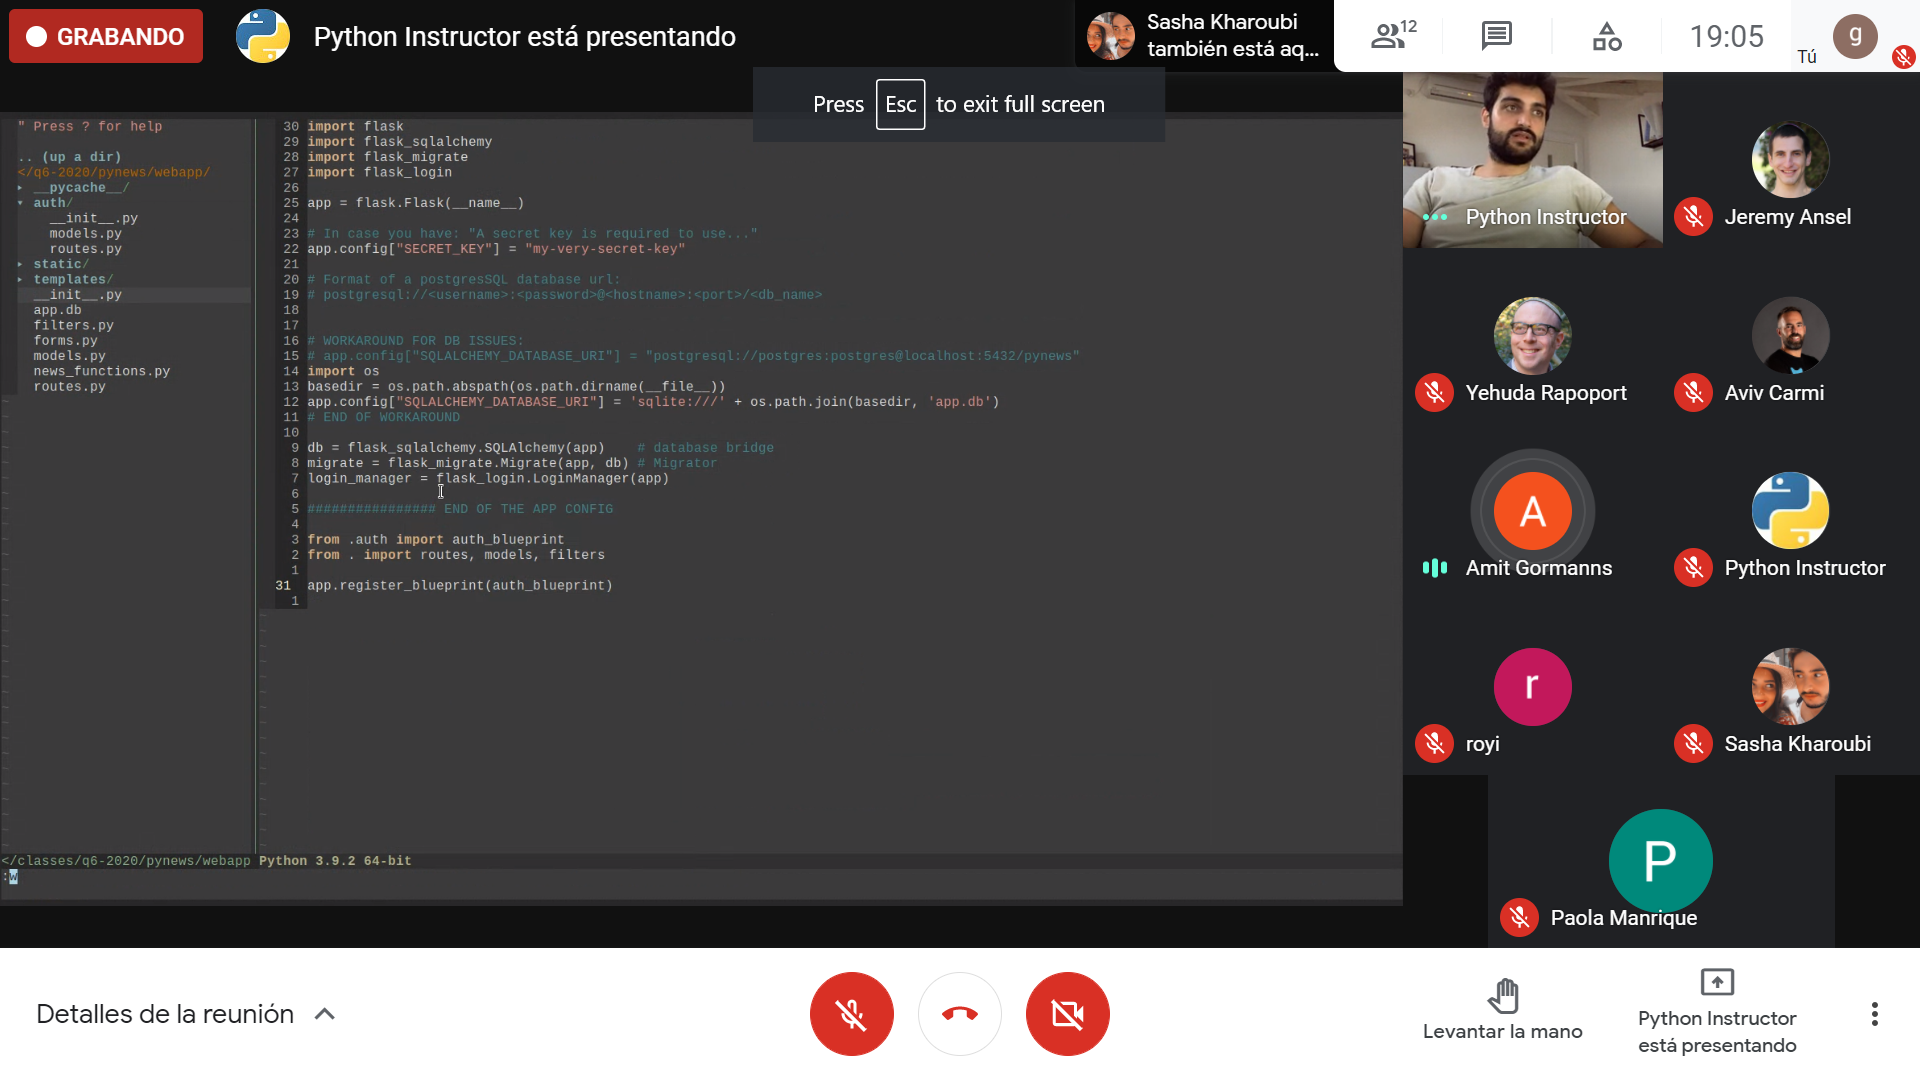 GRABANDO
Python Instructor está presentando
Sasha Kharoubi
también está aq...
12
19:05
Tú
g
Press Esc to exit full screen
" Press ? for help
.. (up a dir)
</q6-2020/pynews/webapp/
▸ __pycache__/
▾ auth/
__init__.py
models.py
routes.py
▸ static/
▸ templates/
__init__.py
app.db
filters.py
forms.py
models.py
news_functions.py
routes.py
30 import flask
29 import flask_sqlalchemy
28 import flask_migrate
27 import flask_login
26
25 app = flask.Flask(__name__)
24
23 # In case you have: "A secret key is required to use..."
22 app.config["SECRET_KEY"] = "my-very-secret-key"
21
20 # Format of a postgresSQL database url:
19 # postgresql://<username>:<password>@<hostname>:<port>/<db_name>
18
17
16 # WORKAROUND FOR DB ISSUES:
15 # app.config["SQLALCHEMY_DATABASE_URI"] = "postgresql://postgres:postgres@localhost:5432/pynews"
14 import os
13 basedir = os.path.abspath(os.path.dirname(__file__))
12 app.config["SQLALCHEMY_DATABASE_URI"] = 'sqlite:///' + os.path.join(basedir, 'app.db')
11 # END OF WORKAROUND
10
9 db = flask_sqlalchemy.SQLAlchemy(app)    # database bridge
8 migrate = flask_migrate.Migrate(app, db) # Migrator
7 login_manager = flask_login.LoginManager(app)
6
5 ################ END OF THE APP CONFIG
4
3 from .auth import auth_blueprint
2 from . import routes, models, filters
1
31 app.register_blueprint(auth_blueprint)
1
</classes/q6-2020/pynews/webapp Python 3.9.2 64-bit
:w
Python Instructor
Jeremy Ansel
Yehuda Rapoport
Aviv Carmi
A
Amit Gormanns
Python Instructor
r
royi
Sasha Kharoubi
P
Paola Manrique
Detalles de la reunión
Levantar la mano
Python Instructor
está presentando